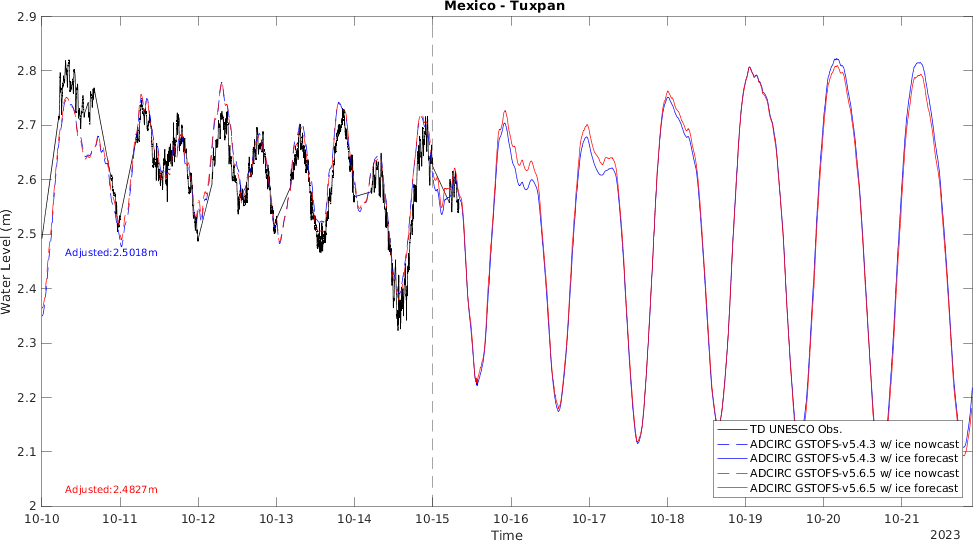 Mexico - Tuxpan
2.9
2.8
2.7
2.6
2.5
2.4
2.3
2.2
2.1
2
Water Level (m)
Adjusted:2.5018m
Adjusted:2.4827m
TD UNESCO Obs.
ADCIRC GSTOFS-v5.4.3 w/ ice nowcast
ADCIRC GSTOFS-v5.4.3 w/ ice forecast
ADCIRC GSTOFS-v5.6.5 w/ ice nowcast
ADCIRC GSTOFS-v5.6.5 w/ ice forecast
10-10 10-11 10-12 10-13 10-14 10-15 10-16 10-17 10-18 10-19 10-20 10-21
Time
2023